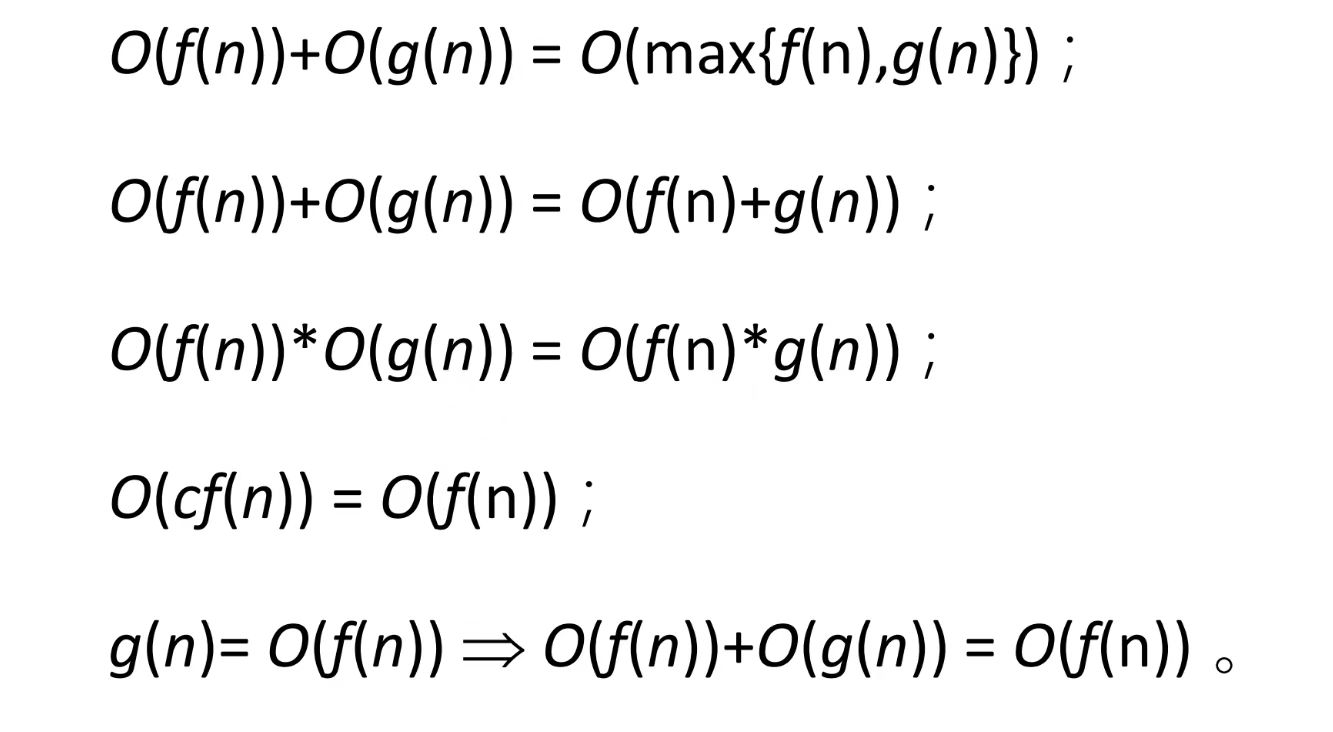 O(f(n))+O(g(n)) = O(max{f(n),g(n)}) ；
O(f(n))+O(g(n)) = O(f(n)+g(n)) ；
O(f(n))*O(g(n)) = O(f(n)*g(n)) ；
O(cf(n)) = O(f(n)) ；
g(n)= O(f(n)) ⇒ O(f(n))+O(g(n)) = O(f(n)) 。